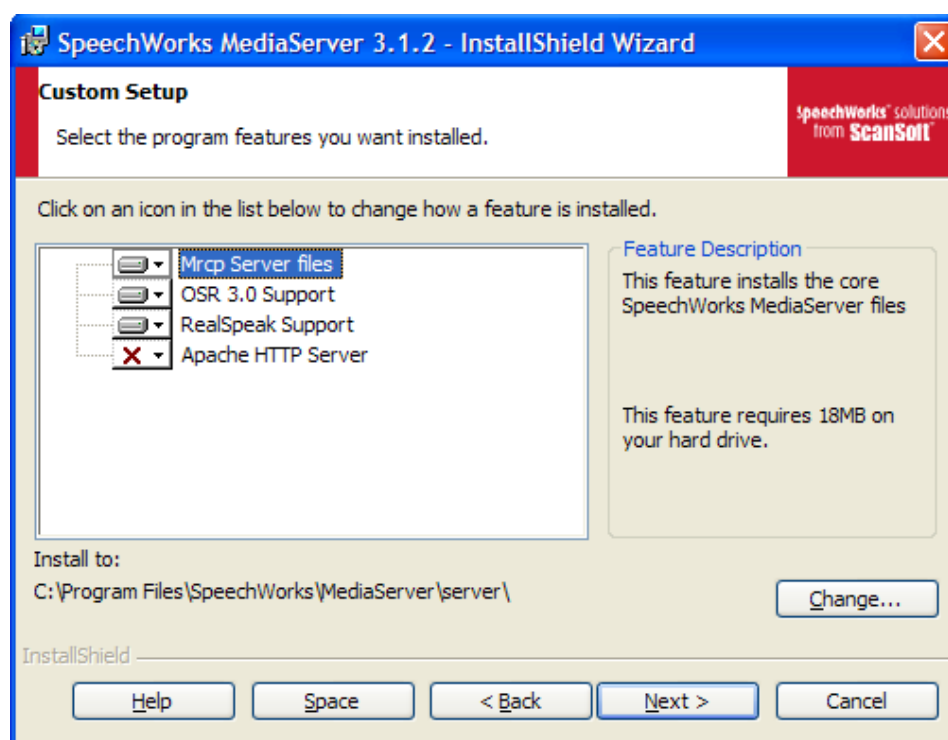 SpeechWorks MediaServer 3.1.2 - InstallShield Wizard
Custom Setup
Select the program features you want installed.
SpeechWorks™ solutions
from ScanSoft™
Click on an icon in the list below to change how a feature is installed.
Mrcp Server files
OSR 3.0 Support
RealSpeak Support
Apache HTTP Server
Feature Description
This feature installs the core
SpeechWorks MediaServer files
This feature requires 18MB on
your hard drive.
Install to:
C:\Program Files\SpeechWorks\MediaServer\server\
Change...
InstallShield
Help
Space
< Back
Next >
Cancel